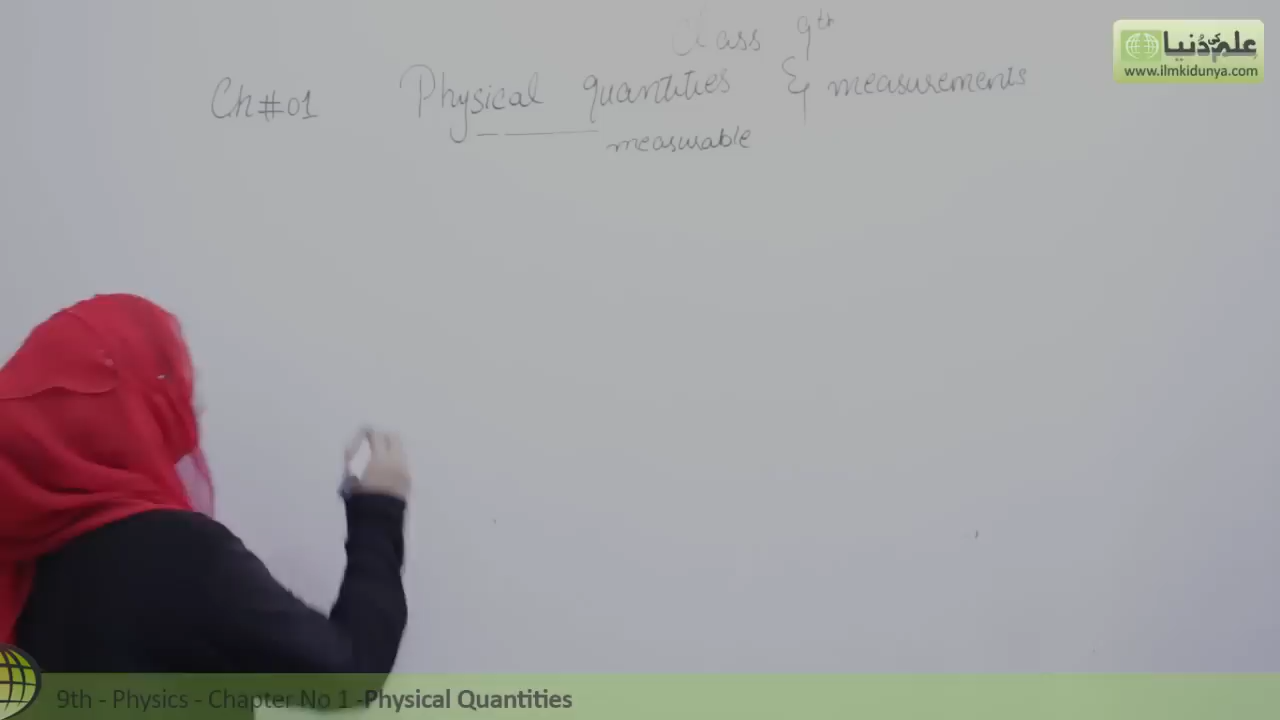 Class 9th
Ch#01 Physical quantities & measurements
measurable
علم کی دنیا
www.ilmkidunya.com
9th - Physics - Chapter No 1 -Physical Quantities